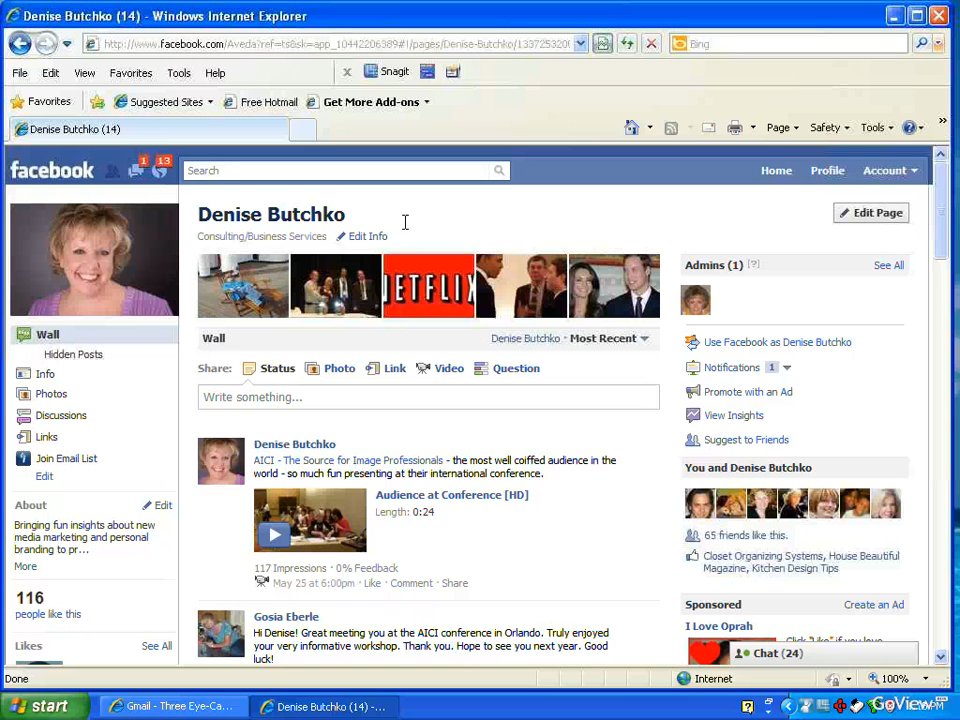 Denise Butchko (14) - Windows Internet Explorer
http://www.facebook.com/Aveda?ref=ts&sk=app_10442206389#!/pages/Denise-Butchko/1337253200
Bing
File Edit View Favorites Tools Help
x Snagit
Favorites Suggested Sites Free Hotmail Get More Add-ons
Denise Butchko (14)
Page Safety Tools
facebook 1 13 Search Home Profile Account
Denise Butchko
Edit Page
Consulting/Business Services Edit Info
Admins (1) [?] See All
NETFLIX
Wall
Hidden Posts
Info
Photos
Discussions
Links
Join Email List
Edit
About Edit
Bringing fun insights about new
media marketing and personal
branding to pr...
More
116
people like this
Likes See All
Wall Denise Butchko · Most Recent
Share: Status Photo Link Video Question
Write something...
Denise Butchko
AICI - The Source for Image Professionals - the most well coiffed audience in the
world - so much fun presenting at their international conference.
Audience at Conference [HD]
Length: 0:24
117 Impressions · 0% Feedback
May 25 at 6:00pm · Like · Comment · Share
Gosia Eberle
Hi Denise! Great meeting you at the AICI conference in Orlando. Truly enjoyed
your very informative workshop. Thank you. Hope to see you next year. Good
luck!
Use Facebook as Denise Butchko
Notifications 1
Promote with an Ad
View Insights
Suggest to Friends
You and Denise Butchko
65 friends like this.
Closet Organizing Systems, House Beautiful
Magazine, Kitchen Design Tips
Sponsored Create an Ad
I Love Oprah
Click "Like" if you love
Chat (24)
Done Internet 100%
start Gmail - Three Eye-Ca... Denise Butchko (14) -...
GoView